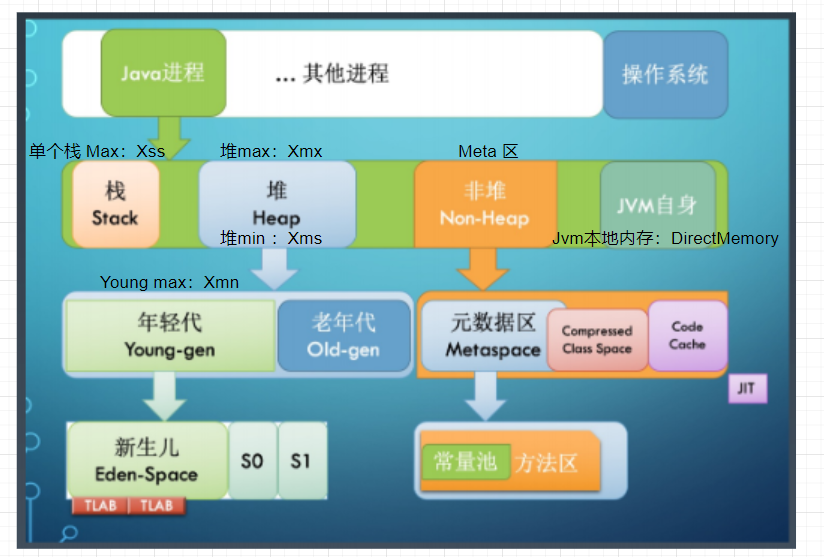 Java进程
... 其他进程
操作系统
单个栈 Max：Xss
堆max：Xmx
Meta 区
栈
Stack
堆
Heap
非堆
Non-Heap
JVM自身
堆min ：Xms
Jvm本地内存：DirectMemory
Young max：Xmn
年轻代
Young-gen
老年代
Old-gen
元数据区
Metaspace
Compressed
Class Space
Code
Cache
JIT
新生儿
Eden-Space
S0
S1
常量池
方法区
TLAB
TLAB